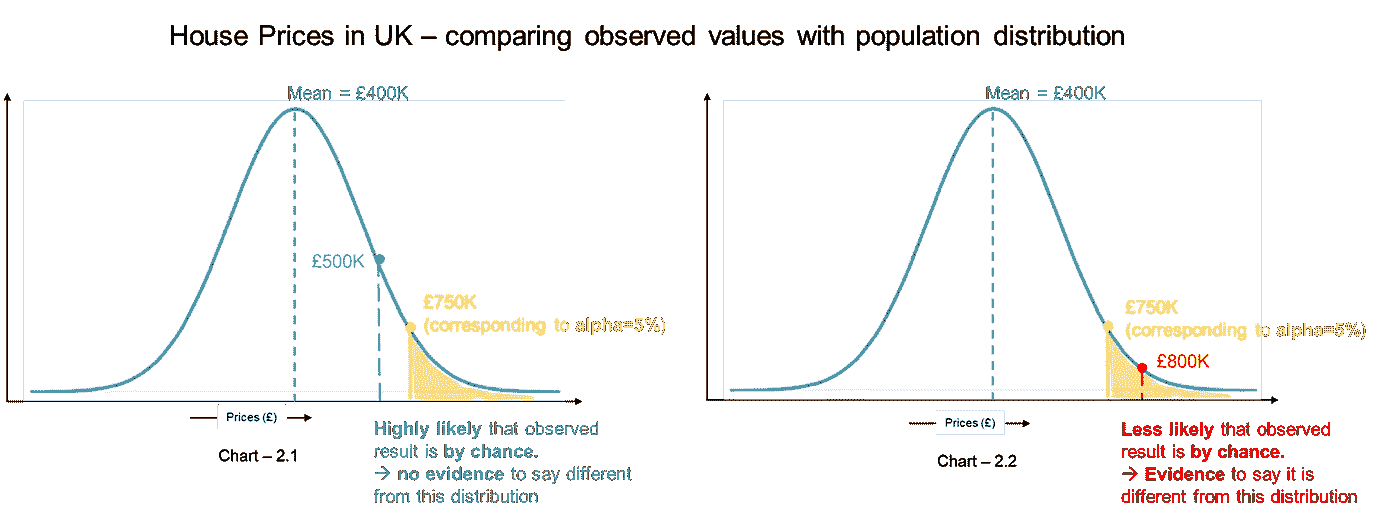 House Prices in UK – comparing observed values with population distribution
Mean = £400K
£500K
£750K
(corresponding to alpha=5%)
Prices (£)
Chart – 2.1
Highly likely that observed
result is by chance.
→ no evidence to say different
from this distribution
Mean = £400K
£750K
(corresponding to alpha=5%)
£800K
Prices (£)
Chart – 2.2
Less likely that observed
result is by chance.
→ Evidence to say it is
different from this distribution